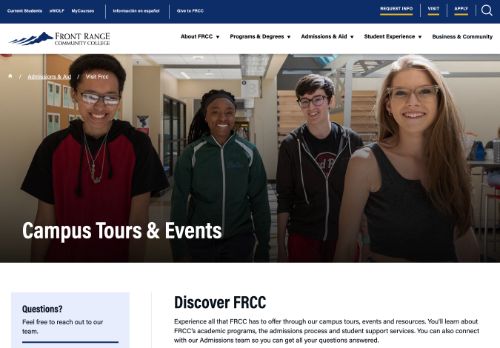 Current Students eWOLF MyCourses Información en español Give to FRCC REQUEST INFO VISIT APPLY
FRONT RANGE
COMMUNITY COLLEGE
About FRCC Programs & Degrees Admissions & Aid Student Experience Business & Community
/ Admissions & Aid / Visit Frcc
Campus Tours & Events
Questions?
Feel free to reach out to our
team.
Discover FRCC
Experience all that FRCC has to offer through our campus tours, events and resources. You'll learn about
FRCC's academic programs, the admissions process and student support services. You can also connect
with our Admissions team so you can get all your questions answered.